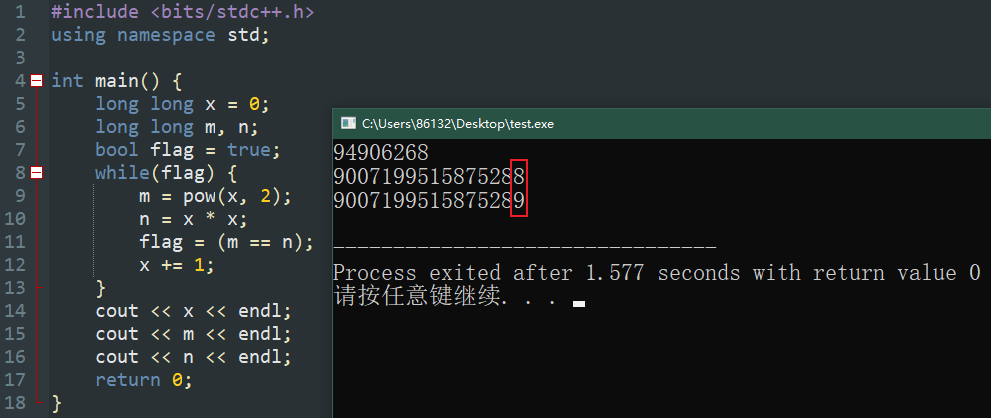 1 #include <bits/stdc++.h>
2 using namespace std;
3
4 int main() {
5 long long x = 0;
6 long long m, n;
7 bool flag = true;
8 while(flag) {
9 m = pow(x, 2);
10 n = x * x;
11 flag = (m == n);
12 x += 1;
13 }
14 cout << x << endl;
15 cout << m << endl;
16 cout << n << endl;
17 return 0;
18 }
C:\Users\86132\Desktop\test.exe
94906268
9007199515875288
9007199515875289
--------------------------------
Process exited after 1.577 seconds with return value 0
请按任意键继续. . .